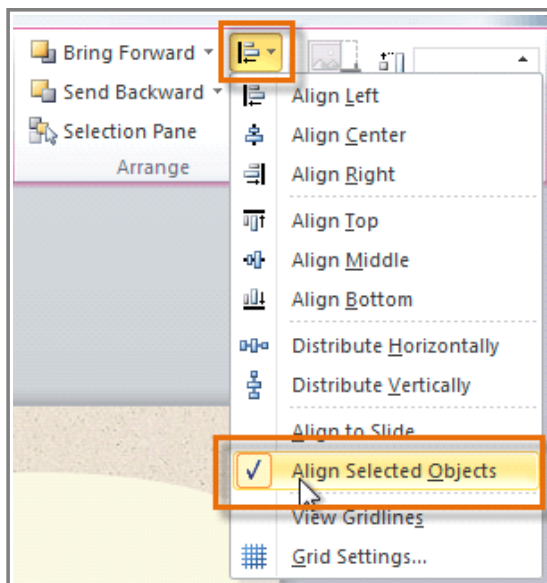 Bring Forward
Send Backward
Selection Pane
Arrange
Align Left
Align Center
Align Right
Align Top
Align Middle
Align Bottom
Distribute Horizontally
Distribute Vertically
Align to Slide
Align Selected Objects
View Gridlines
Grid Settings...